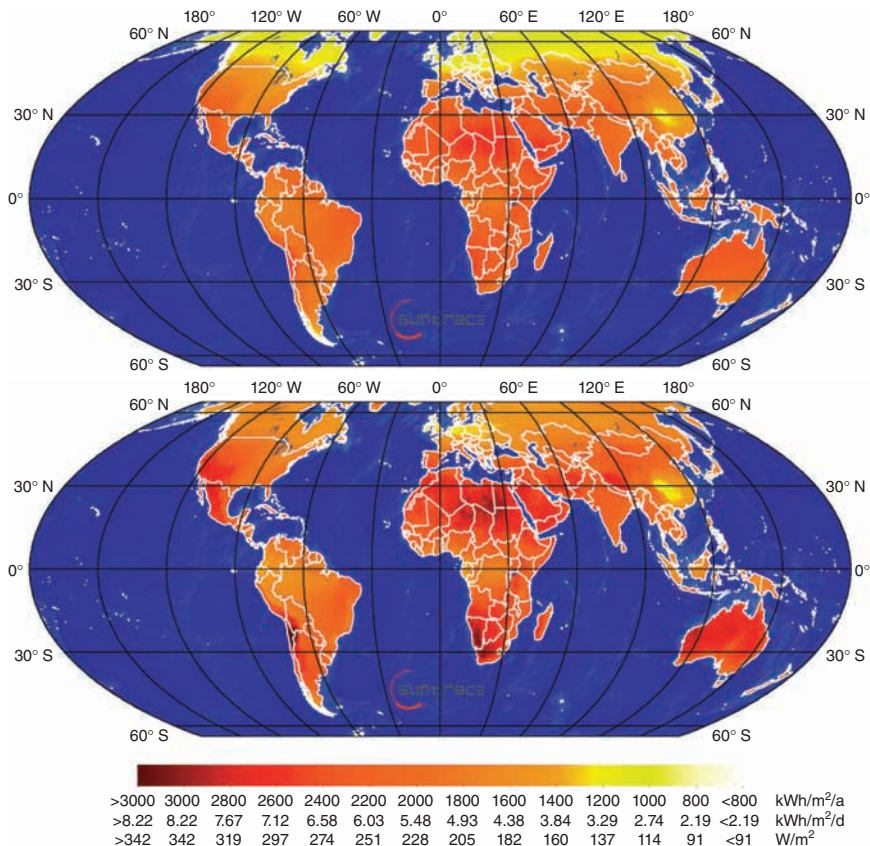 180° 120° W 60° W 0° 60° E 120° E 180°
60° N 60° N
30° N 30° N
0° 0°
30° S 30° S
suntrace
60° S 60° S
180° 120° W 60° W 0° 60° E 120° E 180°
60° N 60° N
30° N 30° N
0° 0°
30° S 30° S
suntrace
60° S 60° S
>3000 3000 2800 2600 2400 2200 2000 1800 1600 1400 1200 1000 800 <800 kWh/m²/a
>8.22 8.22 7.67 7.12 6.58 6.03 5.48 4.93 4.38 3.84 3.29 2.74 2.19 <2.19 kWh/m²/d
>342 342 319 297 274 251 228 205 182 160 137 114 91 <91 W/m²